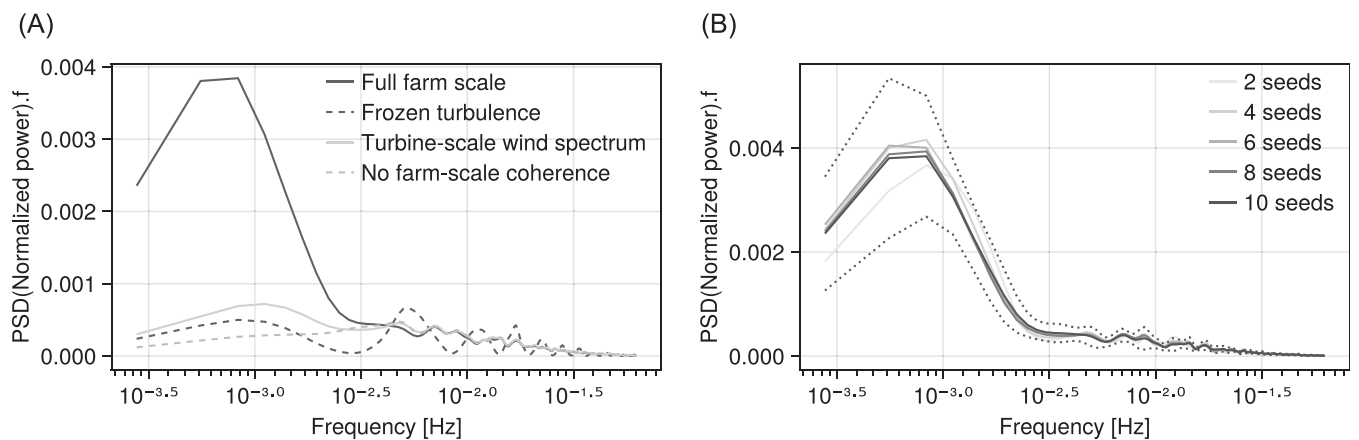 (A)
PSD(Normalized power).f
0.004
0.003
0.002
0.001
0.000
Full farm scale
Frozen turbulence
Turbine-scale wind spectrum
No farm-scale coherence
10⁻³·⁵
10⁻³·⁰
10⁻²·⁵
10⁻²·⁰
10⁻¹·⁵
Frequency [Hz]
(B)
PSD(Normalized power).f
0.004
0.002
0.000
2 seeds
4 seeds
6 seeds
8 seeds
10 seeds
10⁻³·⁵
10⁻³·⁰
10⁻²·⁵
10⁻²·⁰
10⁻¹·⁵
Frequency [Hz]